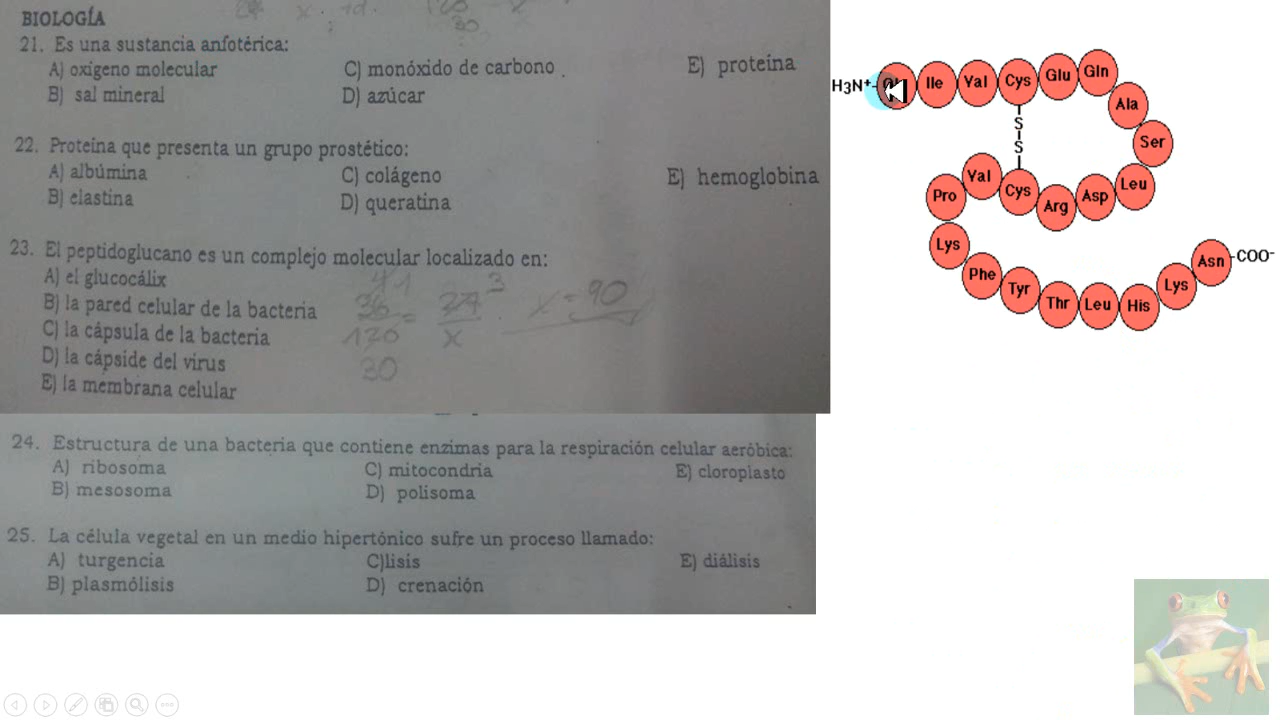 BIOLOGÍA
21. Es una sustancia anfotérica:
A) oxigeno molecular C) monóxido de carbono E) proteína
B) sal mineral D) azúcar
22. Proteína que presenta un grupo prostético:
A) albúmina C) colágeno E) hemoglobina
B) elastina D) queratina
23. El peptidoglucano es un complejo molecular localizado en:
A) el glucocálix
B) la pared celular de la bacteria
C) la cápsula de la bacteria
D) la cápside del virus
E) la membrana celular
36 = 27 3 x = 90
120 x
30
24. Estructura de una bacteria que contiene enzimas para la respiración celular aeróbica:
A) ribosoma C) mitocondria E) cloroplasto
B) mesosoma D) polisoma
25. La célula vegetal en un medio hipertónico sufre un proceso llamado:
A) turgencia C)lisis E) diálisis
B) plasmólisis D) crenación
H3N+- Ile Val Cys Glu Gln
Ala
S
Ser
S
Pro Val Cys Arg Asp Leu
Lys
Phe Tyr Thr Leu His Lys Asn -COO-